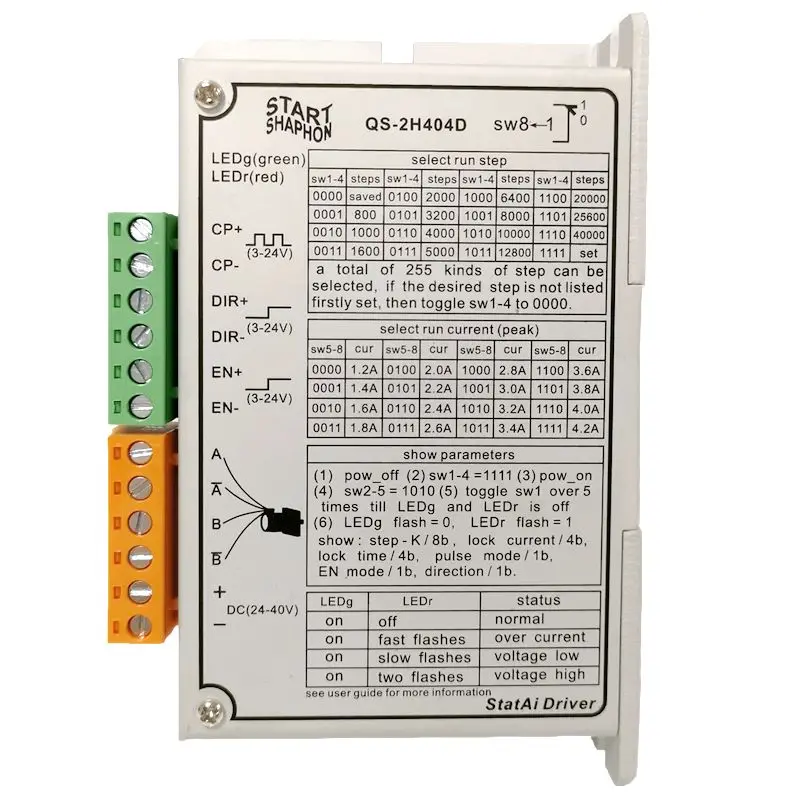 START
SHAPHON
QS-2H404D
sw8←1
1
0
LEDg(green)
LEDr(red)
select run step
sw1-4 steps sw1-4 steps sw1-4 steps sw1-4 steps
0000 saved 0100 2000 1000 6400 1100 20000
0001 800 0101 3200 1001 8000 1101 25600
0010 1000 0110 4000 1010 10000 1110 40000
0011 1600 0111 5000 1011 12800 1111 set
a total of 255 kinds of step can be
selected, if the desired step is not listed
firstly set, then toggle sw1-4 to 0000.
CP+
(3-24V)
CP-
DIR+
(3-24V)
DIR-
EN+
(3-24V)
EN-
select run current (peak)
sw5-8 cur sw5-8 cur sw5-8 cur sw5-8 cur
0000 1.2A 0100 2.0A 1000 2.8A 1100 3.6A
0001 1.4A 0101 2.2A 1001 3.0A 1101 3.8A
0010 1.6A 0110 2.4A 1010 3.2A 1110 4.0A
0011 1.8A 0111 2.6A 1011 3.4A 1111 4.2A
A
A̅
B
B̅
+
DC(24-40V)
−
show parameters
(1) pow_off (2) sw1-4 =1111 (3) pow_on
(4) sw2-5 = 1010 (5) toggle sw1 over 5
times till LEDg and LEDr is off
(6) LEDg flash = 0, LEDr flash = 1
show : step - K / 8b , lock current / 4b,
lock time / 4b, pulse mode / 1b,
EN mode / 1b, direction / 1b.
LEDg LEDr status
on off normal
on fast flashes over current
on slow flashes voltage low
on two flashes voltage high
see user guide for more information
StatAi Driver